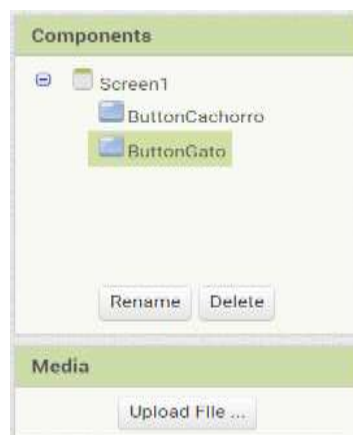 Components
Screen1
ButtonCachorro
ButtonGato
Rename Delete
Media
Upload File ...